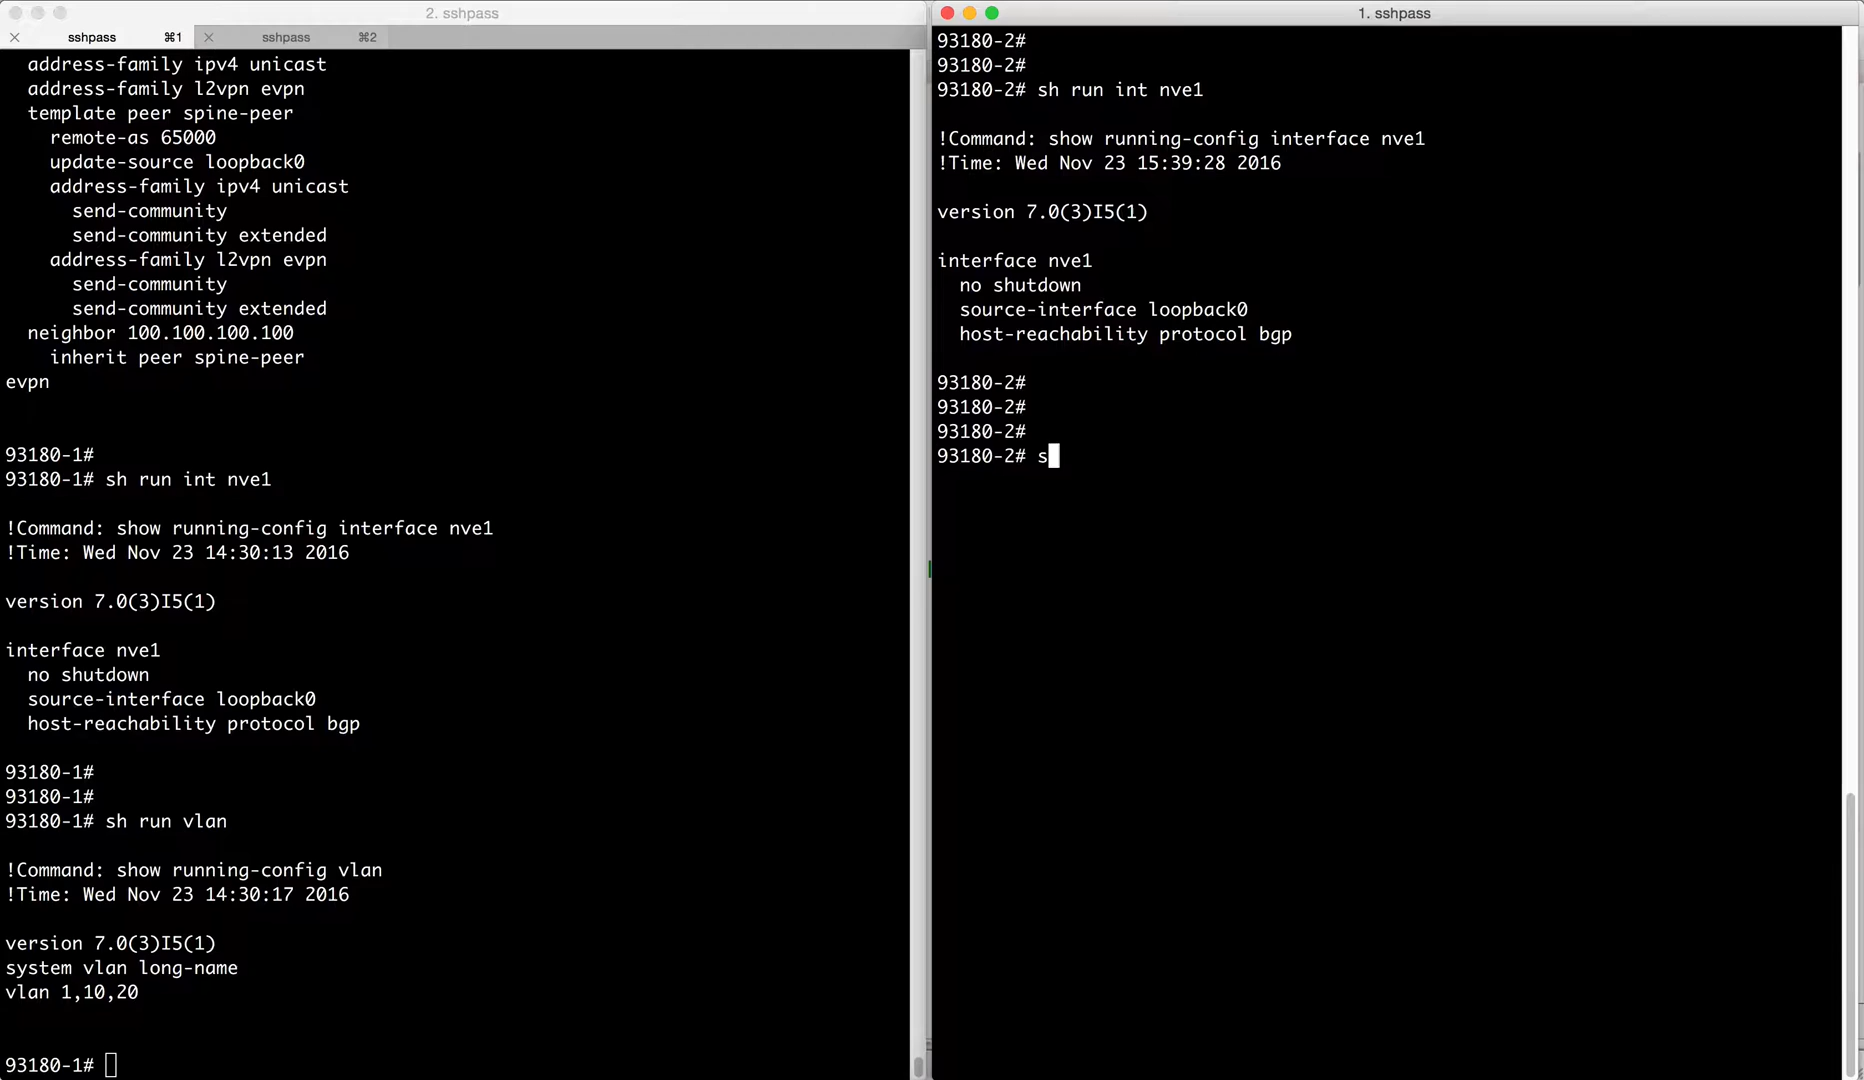 2. sshpass
sshpass ⌘1 sshpass ⌘2
address-family ipv4 unicast
address-family l2vpn evpn
template peer spine-peer
remote-as 65000
update-source loopback0
address-family ipv4 unicast
send-community
send-community extended
address-family l2vpn evpn
send-community
send-community extended
neighbor 100.100.100.100
inherit peer spine-peer
evpn
93180-1#
93180-1# sh run int nve1
!Command: show running-config interface nve1
!Time: Wed Nov 23 14:30:13 2016
version 7.0(3)I5(1)
interface nve1
no shutdown
source-interface loopback0
host-reachability protocol bgp
93180-1#
93180-1#
93180-1# sh run vlan
!Command: show running-config vlan
!Time: Wed Nov 23 14:30:17 2016
version 7.0(3)I5(1)
system vlan long-name
vlan 1,10,20
93180-1#
1. sshpass
93180-2#
93180-2#
93180-2# sh run int nve1
!Command: show running-config interface nve1
!Time: Wed Nov 23 15:39:28 2016
version 7.0(3)I5(1)
interface nve1
no shutdown
source-interface loopback0
host-reachability protocol bgp
93180-2#
93180-2#
93180-2#
93180-2# s